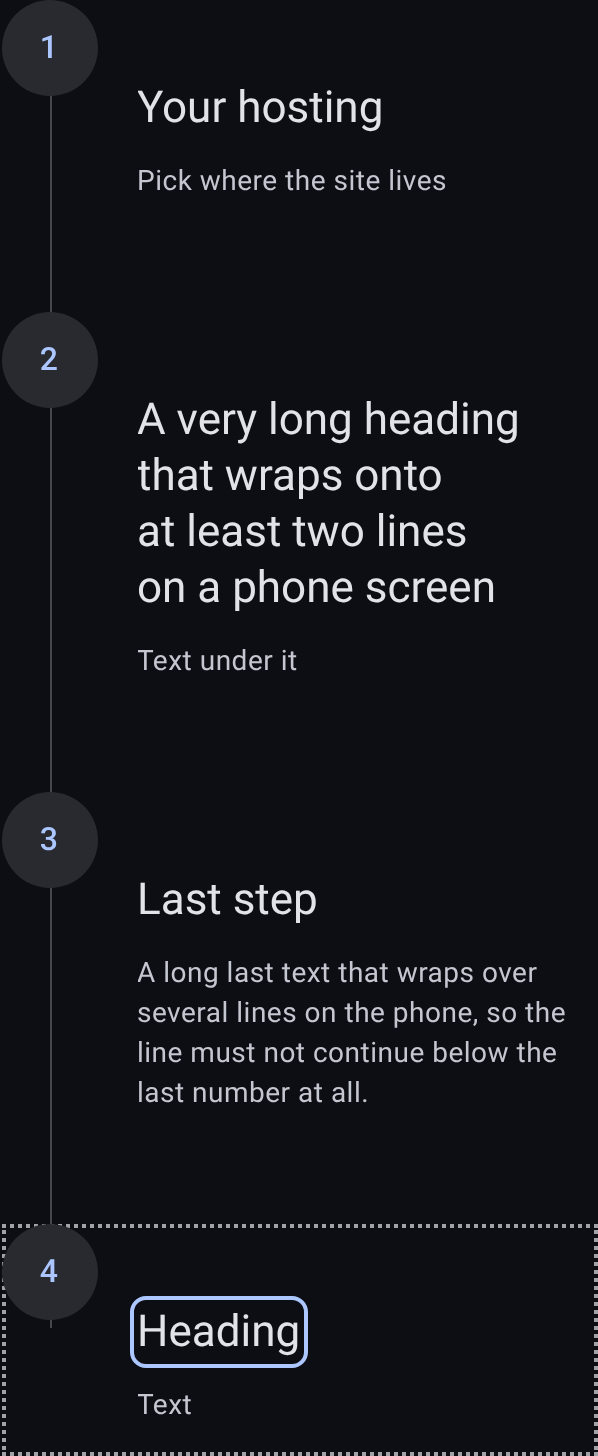 1
Your hosting
Pick where the site lives
2
A very long heading
that wraps onto
at least two lines
on a phone screen
Text under it
3
Last step
A long last text that wraps over
several lines on the phone, so the
line must not continue below the
last number at all.
4
Heading
Text